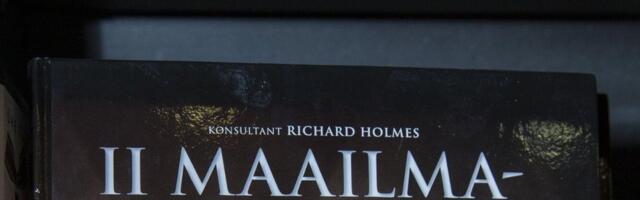 KONSULTANT RICHARD HOLMES
II MAAILMA-